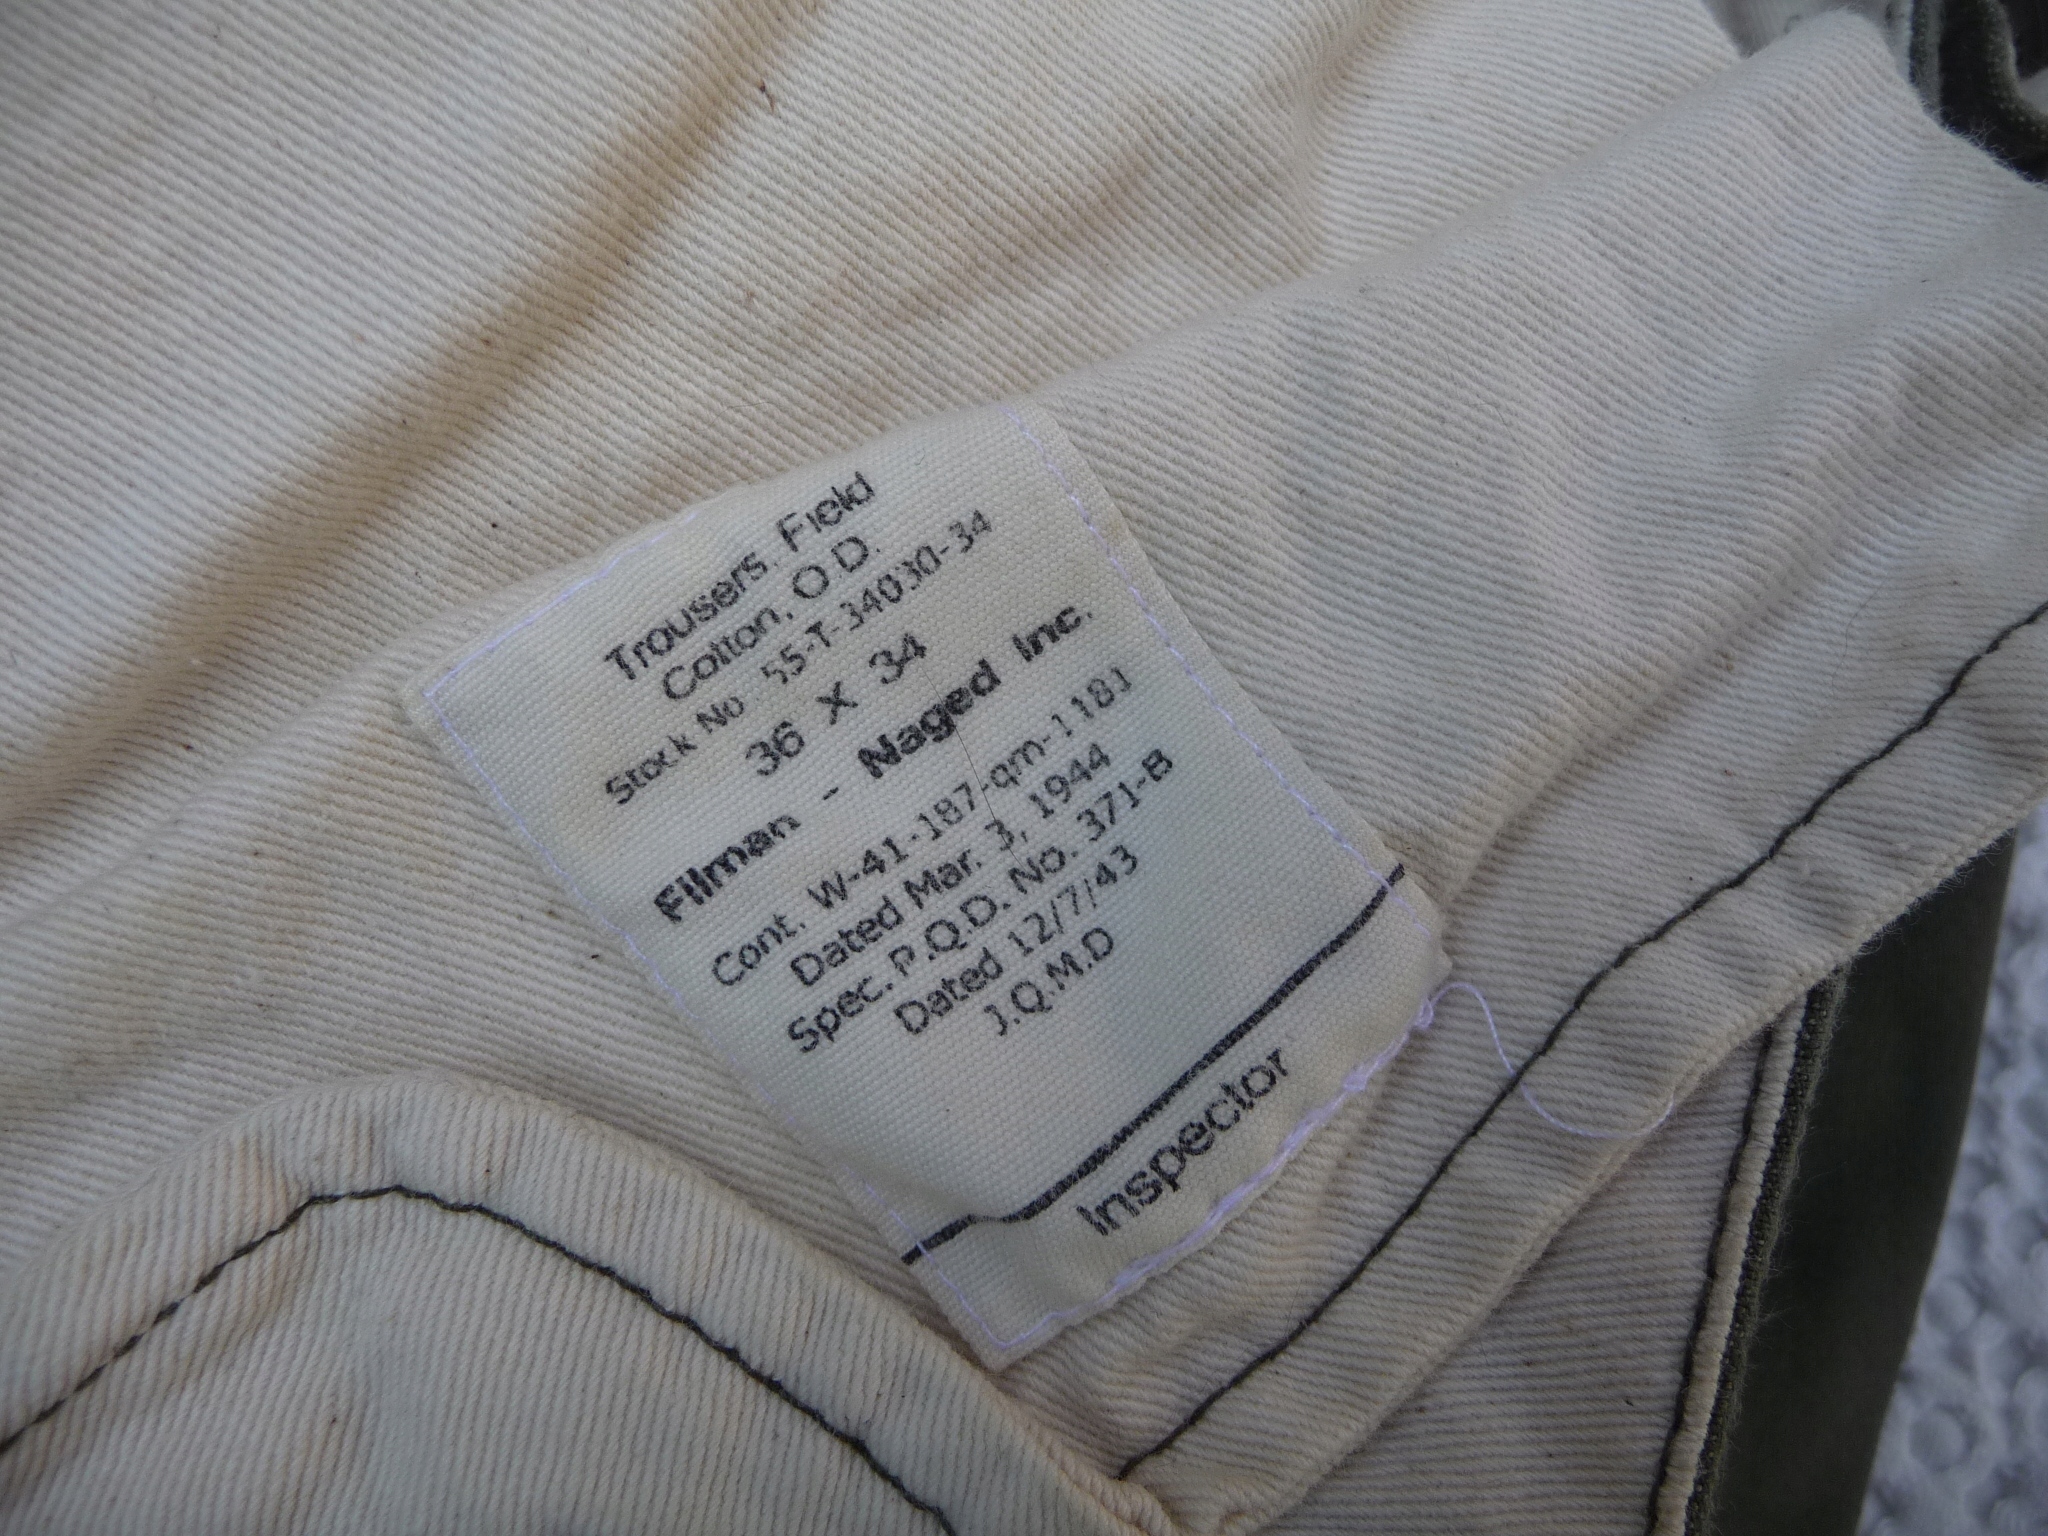 Trousers, Field
Cotton, O D.
Stock No. 55-T-34030-34
36 X 34
Filman - Naged Inc.
Cont. W-41-187-qm-1181
Dated Mar. 3, 1944
Spec. P.Q.D. No. 371-B
Dated 12/7/43
J.Q.M.D
Inspector